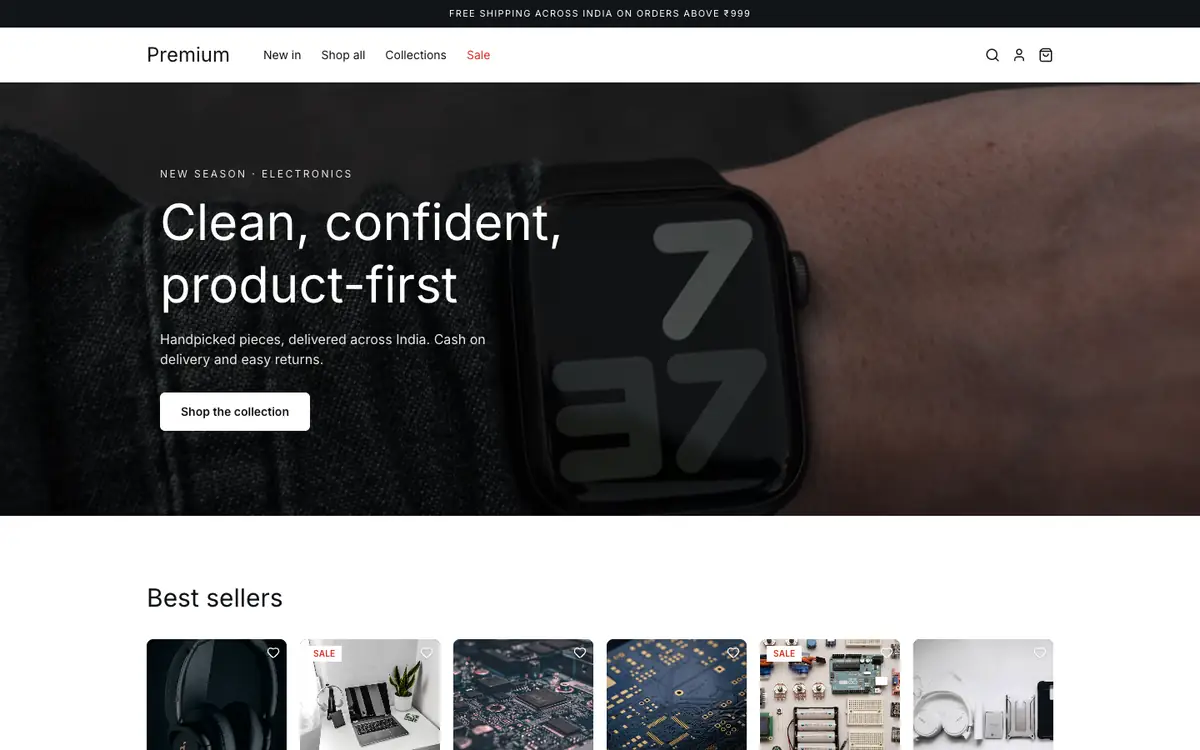 FREE SHIPPING ACROSS INDIA ON ORDERS ABOVE ₹999
Premium
New in
Shop all
Collections
Sale
NEW SEASON · ELECTRONICS
Clean, confident,
product-first
Handpicked pieces, delivered across India. Cash on
delivery and easy returns.
Shop the collection
7
37
Best sellers
SALE
SALE